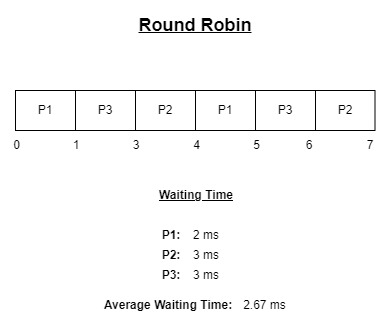 Round Robin
P1 P3 P2 P1 P3 P2
0 1 3 4 5 6 7
Waiting Time
P1: 2 ms
P2: 3 ms
P3: 3 ms
Average Waiting Time: 2.67 ms